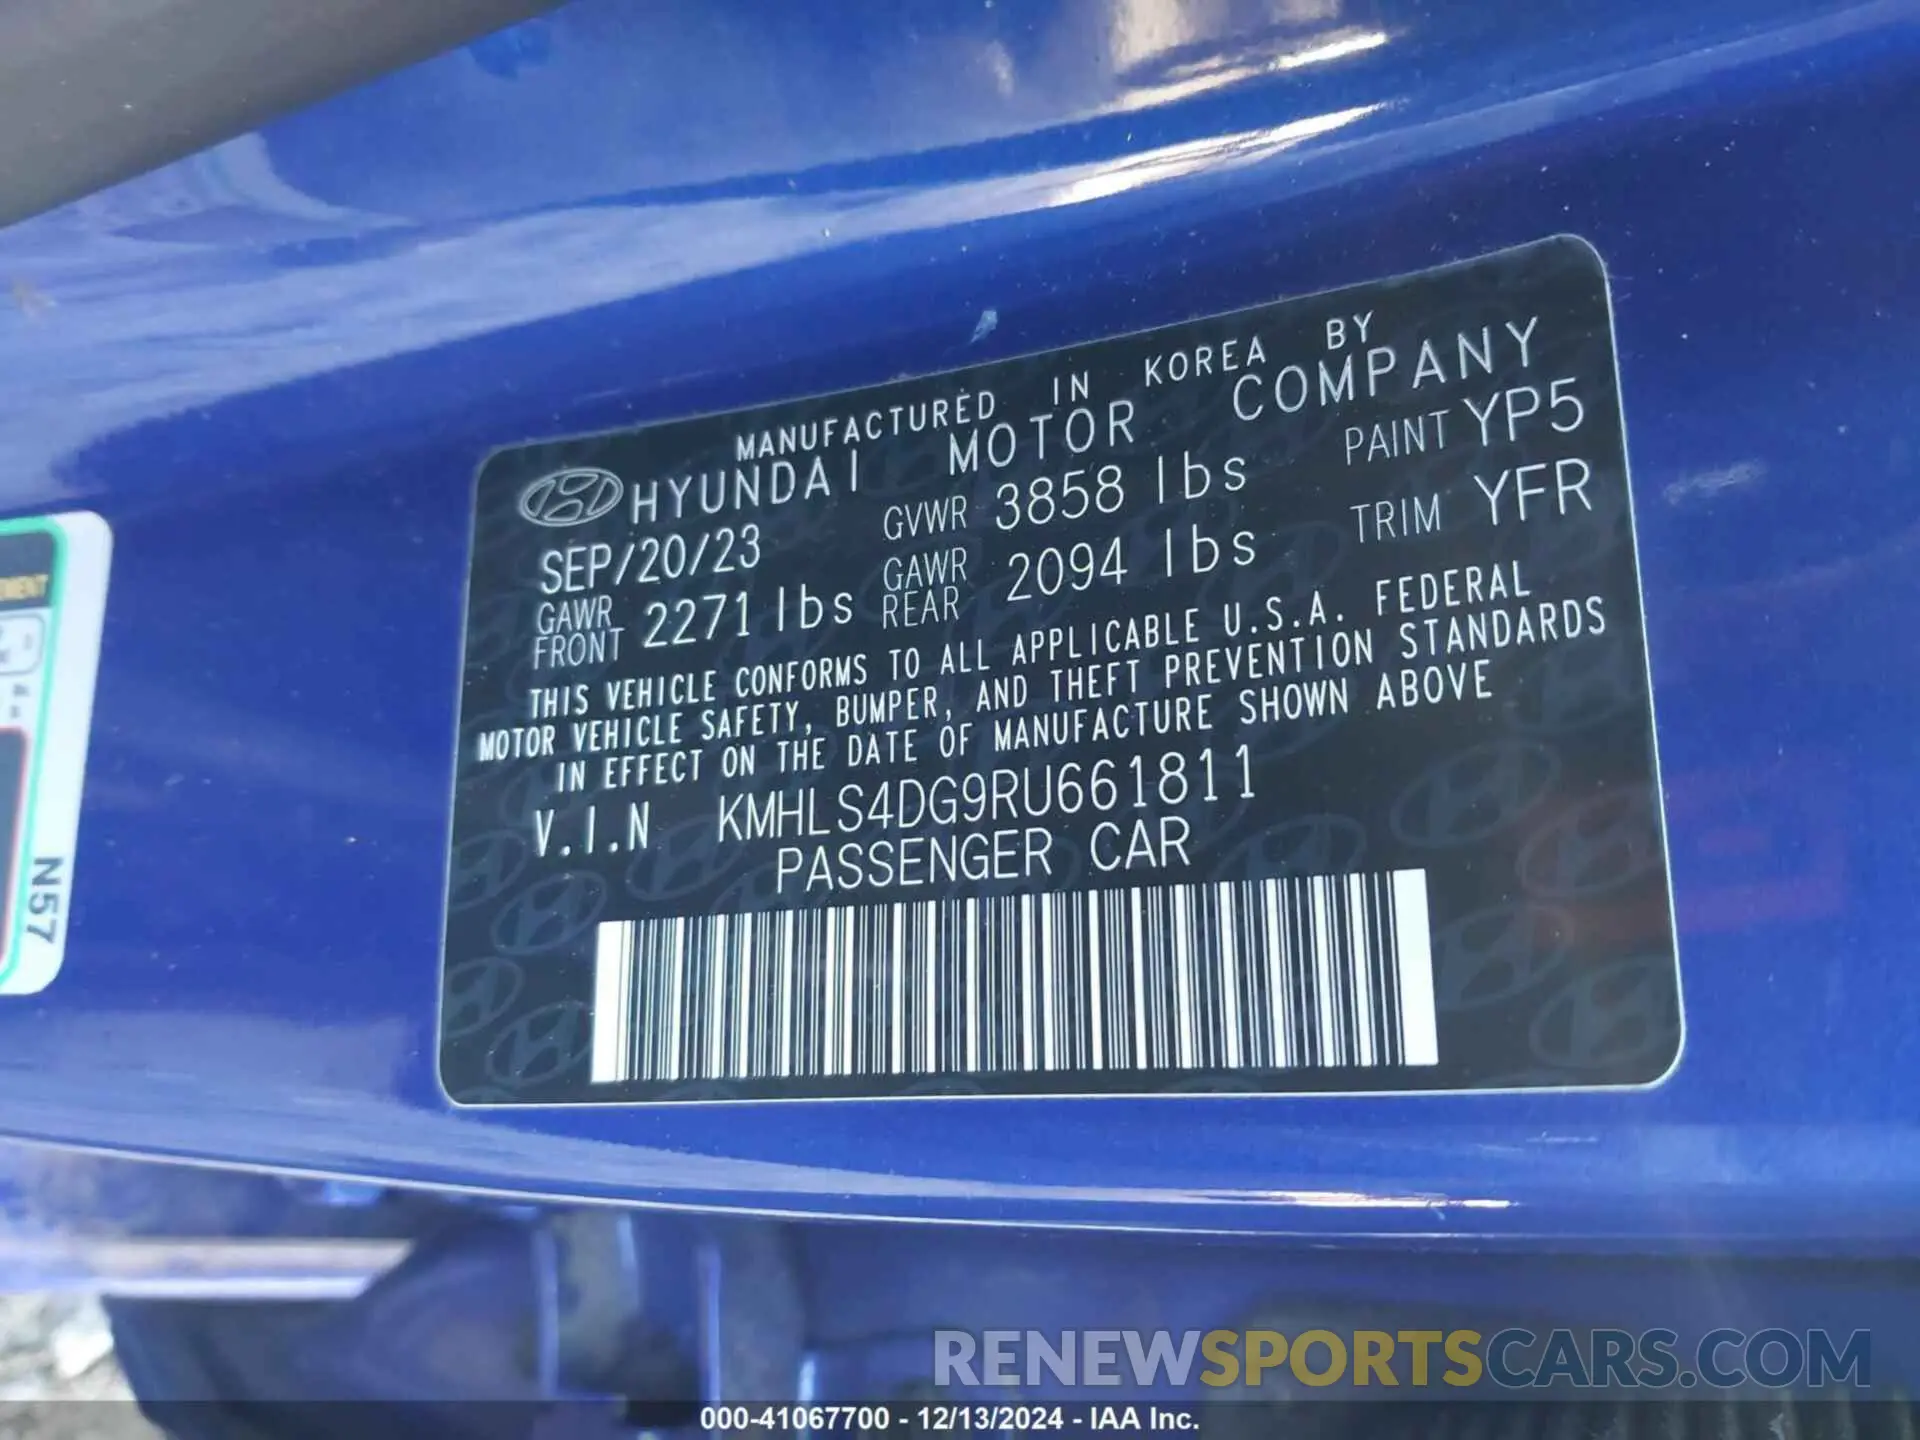 MANUFACTURED IN KOREA BY
HYUNDAI MOTOR COMPANY
SEP/20/23 GVWR 3858 lbs PAINT YP5
GAWR FRONT 2271 lbs GAWR REAR 2094 lbs TRIM YFR
THIS VEHICLE CONFORMS TO ALL APPLICABLE U.S.A. FEDERAL
MOTOR VEHICLE SAFETY, BUMPER, AND THEFT PREVENTION STANDARDS
IN EFFECT ON THE DATE OF MANUFACTURE SHOWN ABOVE
V.I.N KMHLS4DG9RU661811
PASSENGER CAR
N57
RENEWSPORTSCARS.COM
000-41067700 - 12/13/2024 - IAA Inc.